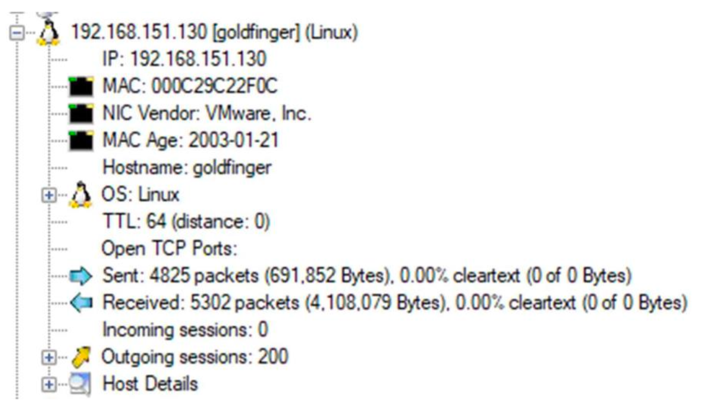 192.168.151.130 [goldfinger] (Linux)
IP: 192.168.151.130
MAC: 000C29C22F0C
NIC Vendor: VMware, Inc.
MAC Age: 2003-01-21
Hostname: goldfinger
OS: Linux
TTL: 64 (distance: 0)
Open TCP Ports:
Sent: 4825 packets (691,852 Bytes), 0.00% cleartext (0 of 0 Bytes)
Received: 5302 packets (4,108,079 Bytes), 0.00% cleartext (0 of 0 Bytes)
Incoming sessions: 0
Outgoing sessions: 200
Host Details